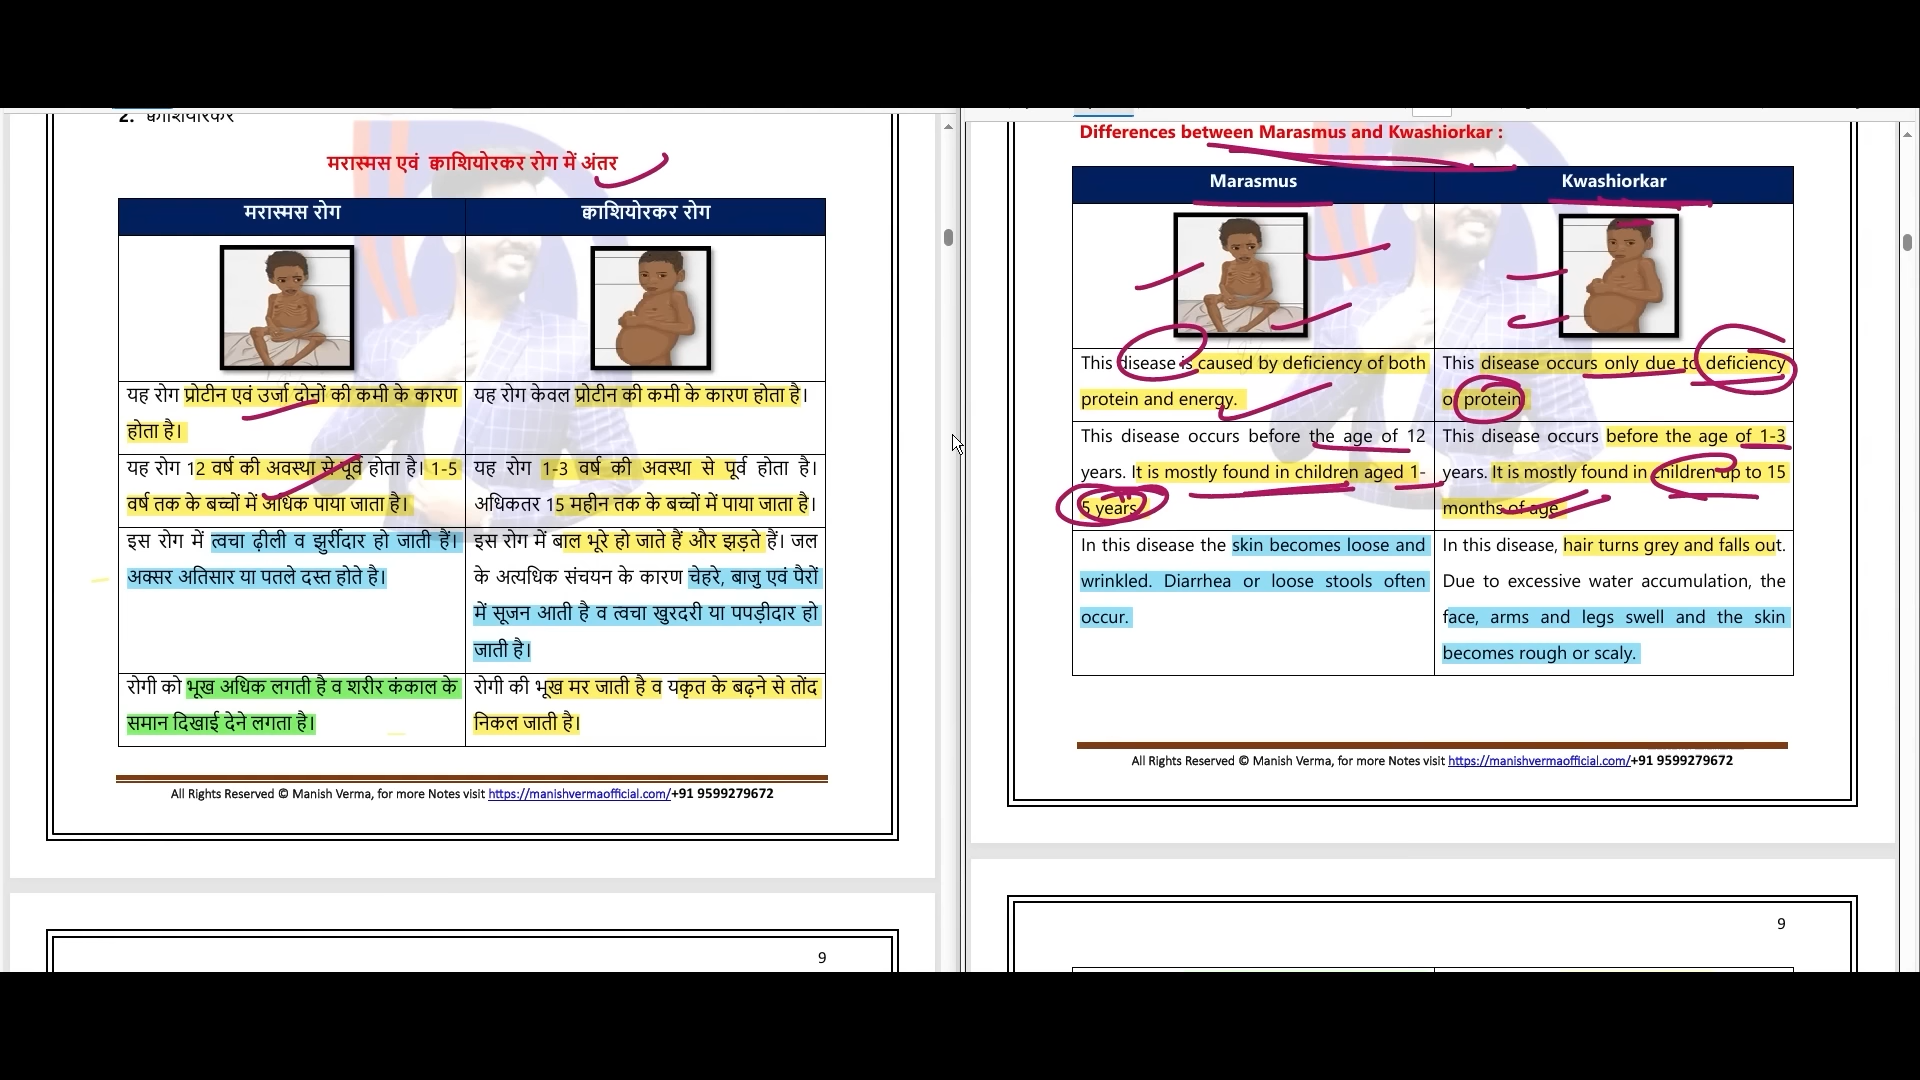 2. क्वाशियोरकर
मरास्मस एवं क्वाशियोरकर रोग में अंतर
मरास्मस रोग
क्वाशियोरकर रोग
यह रोग प्रोटीन एवं उर्जा दोनों की कमी के कारण
होता है।
यह रोग केवल प्रोटीन की कमी के कारण होता है।
यह रोग 12 वर्ष की अवस्था से पूर्व होता है। 1-5
वर्ष तक के बच्चों में अधिक पाया जाता है।
यह रोग 1-3 वर्ष की अवस्था से पूर्व होता है।
अधिकतर 15 महीन तक के बच्चों में पाया जाता है।
इस रोग में त्वचा ढ़ीली व झुर्रीदार हो जाती हैं।
अक्सर अतिसार या पतले दस्त होते है।
इस रोग में बाल भूरे हो जाते हैं और झड़ते हैं। जल
के अत्यधिक संचयन के कारण चेहरे, बाजु एवं पैरों
में सूजन आती है व त्वचा खुरदरी या पपड़ीदार हो
जाती है।
रोगी को भूख अधिक लगती है व शरीर कंकाल के
समान दिखाई देने लगता है।
रोगी की भूख मर जाती है व यकृत के बढ़ने से तोंद
निकल जाती है।
All Rights Reserved © Manish Verma, for more Notes visit https://manishvermaofficial.com/+91 9599279672
9
Differences between Marasmus and Kwashiorkar :
Marasmus
Kwashiorkar
This disease is caused by deficiency of both
protein and energy.
This disease occurs only due to deficiency
of protein
This disease occurs before the age of 12
years. It is mostly found in children aged 1-
5 years
This disease occurs before the age of 1-3
years. It is mostly found in children up to 15
months of age
In this disease the skin becomes loose and
wrinkled. Diarrhea or loose stools often
occur.
In this disease, hair turns grey and falls out.
Due to excessive water accumulation, the
face, arms and legs swell and the skin
becomes rough or scaly.
All Rights Reserved © Manish Verma, for more Notes visit https://manishvermaofficial.com/+91 9599279672
9